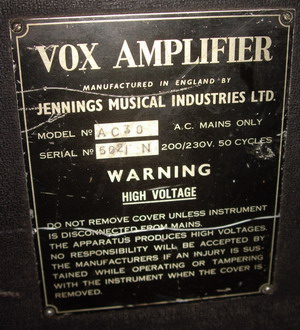 VOX AMPLIFIER
MANUFACTURED IN ENGLAND BY
JENNINGS MUSICAL INDUSTRIES LTD.
MODEL Nº AC30 A.C. MAINS ONLY
SERIAL Nº 5021 N 200/230V. 50 CYCLES
WARNING
HIGH VOLTAGE
DO NOT REMOVE COVER UNLESS INSTRUMENT
IS DISCONNECTED FROM MAINS.
THE APPARATUS PRODUCES HIGH VOLTAGES.
NO RESPONSIBILITY WILL BE ACCEPTED BY
THE MANUFACTURERS IF AN INJURY IS SUS-
TAINED WHILE OPERATING OR TAMPERING
WITH THE INSTRUMENT WHEN THE COVER IS
REMOVED.